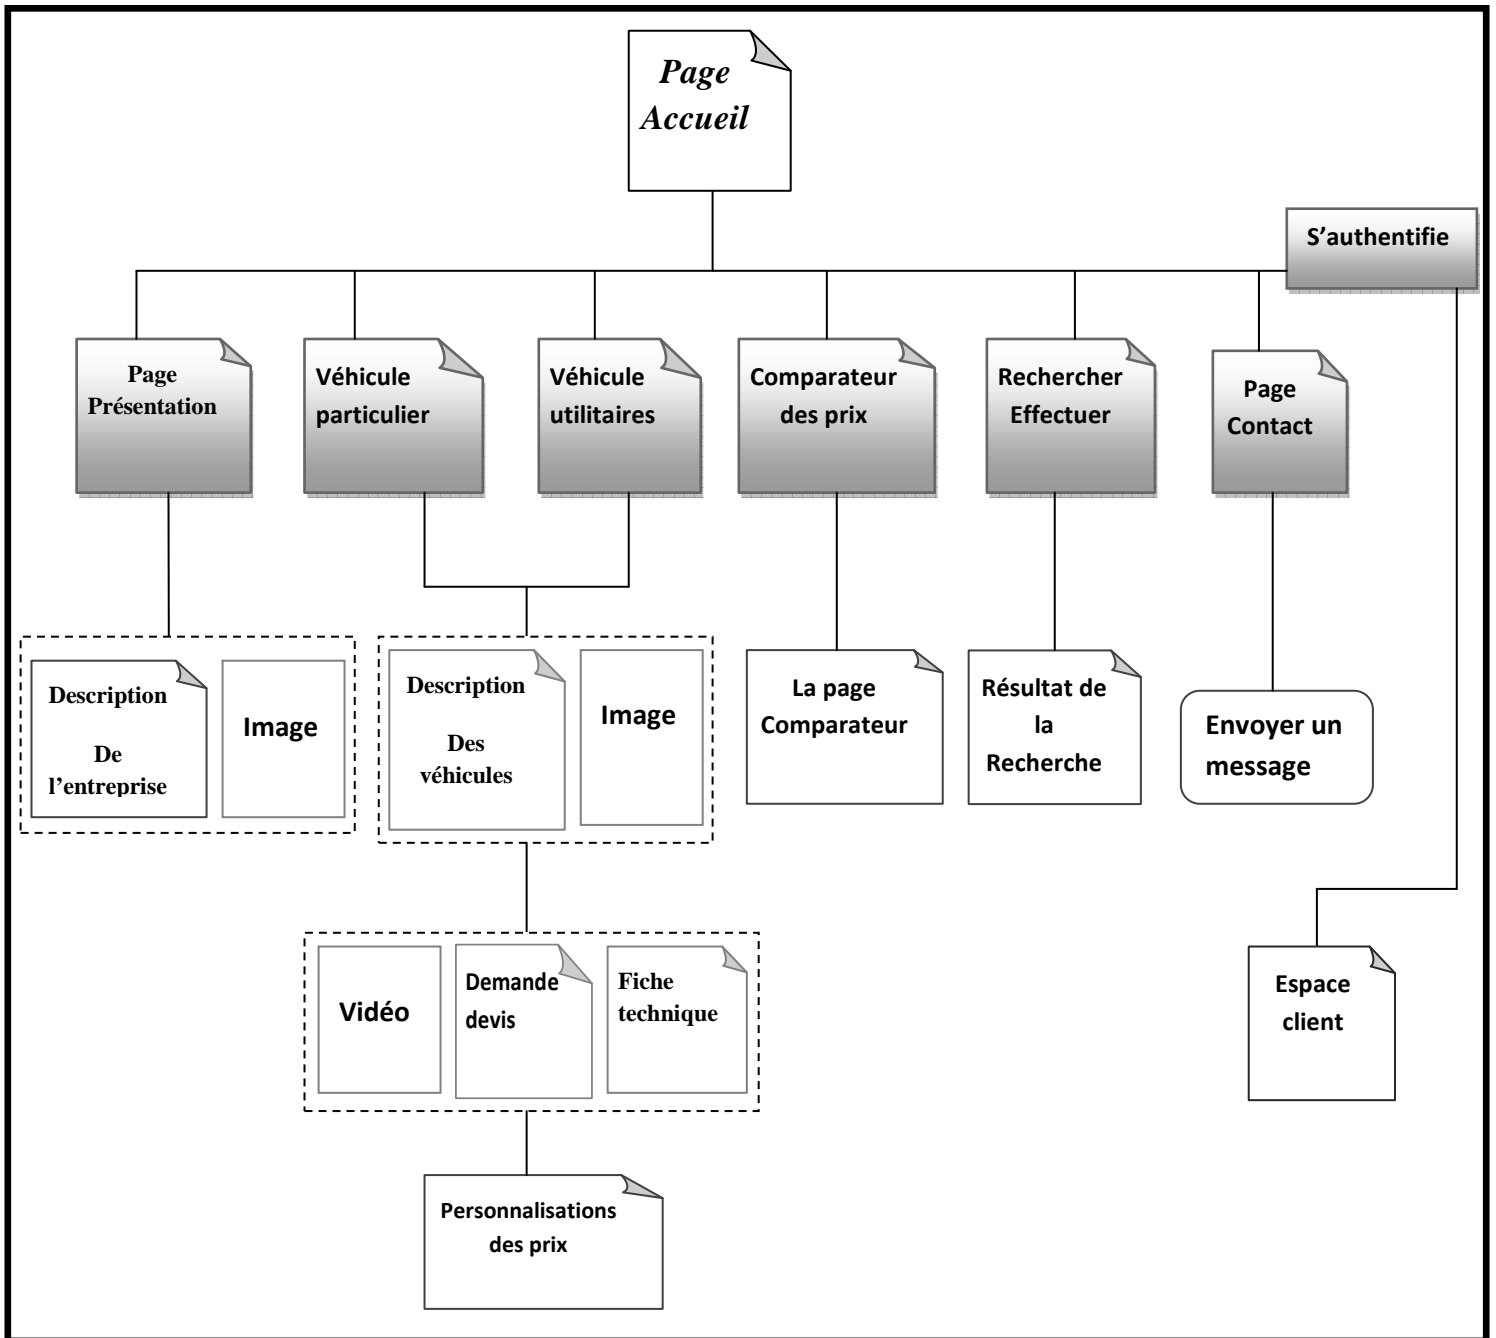 Page
Accueil
S’authentifie
Page
Présentation
Véhicule
particulier
Véhicule
utilitaires
Comparateur
des prix
Rechercher
Effectuer
Page
Contact
Description
De
l’entreprise
Image
Description
Des
véhicules
Image
La page
Comparateur
Résultat de
la
Recherche
Envoyer un
message
Vidéo
Demande
devis
Fiche
technique
Espace
client
Personnalisations
des prix